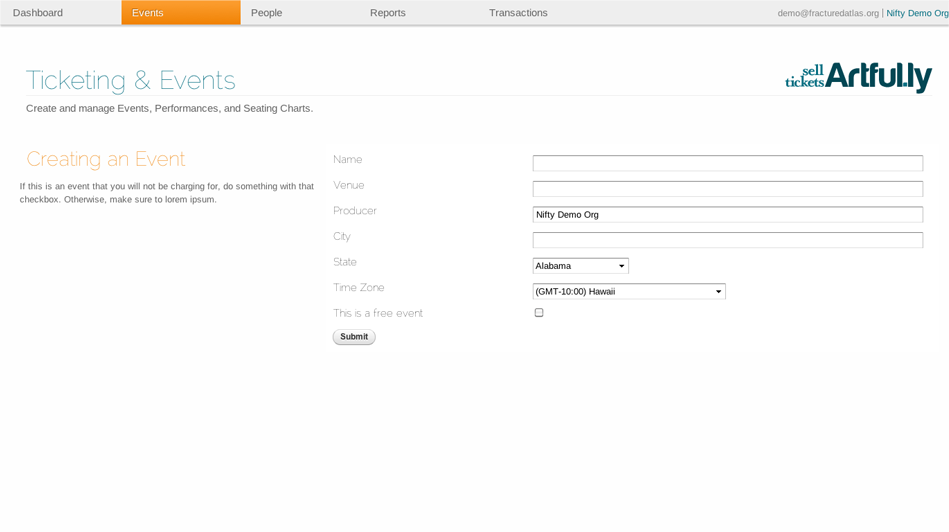 Dashboard Events People Reports Transactions demo@fracturedatlas.org | Nifty Demo Org
Ticketing & Events
sell tickets Artful.ly
Create and manage Events, Performances, and Seating Charts.
Creating an Event
If this is an event that you will not be charging for, do something with that
checkbox. Otherwise, make sure to lorem ipsum.
Name
Venue
Producer Nifty Demo Org
City
State Alabama
Time Zone (GMT-10:00) Hawaii
This is a free event
Submit